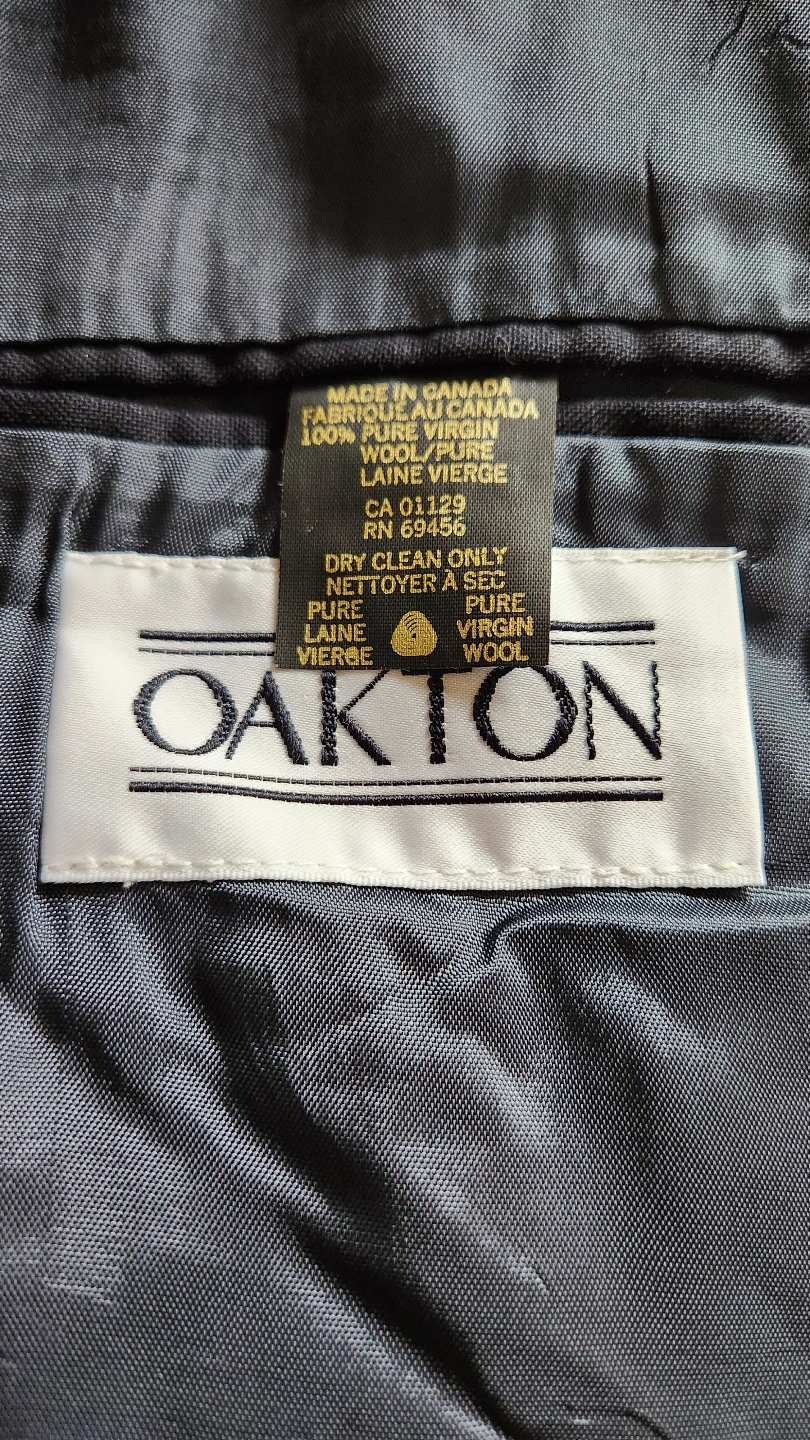 MADE IN CANADA
FABRIQUE AU CANADA
100% PURE VIRGIN
WOOL/PURE
LAINE VIERGE
CA 01129
RN 69456
DRY CLEAN ONLY
NETTOYER À SEC
PURE
LAINE
VIERGE
PURE
VIRGIN
WOOL
OAKTON